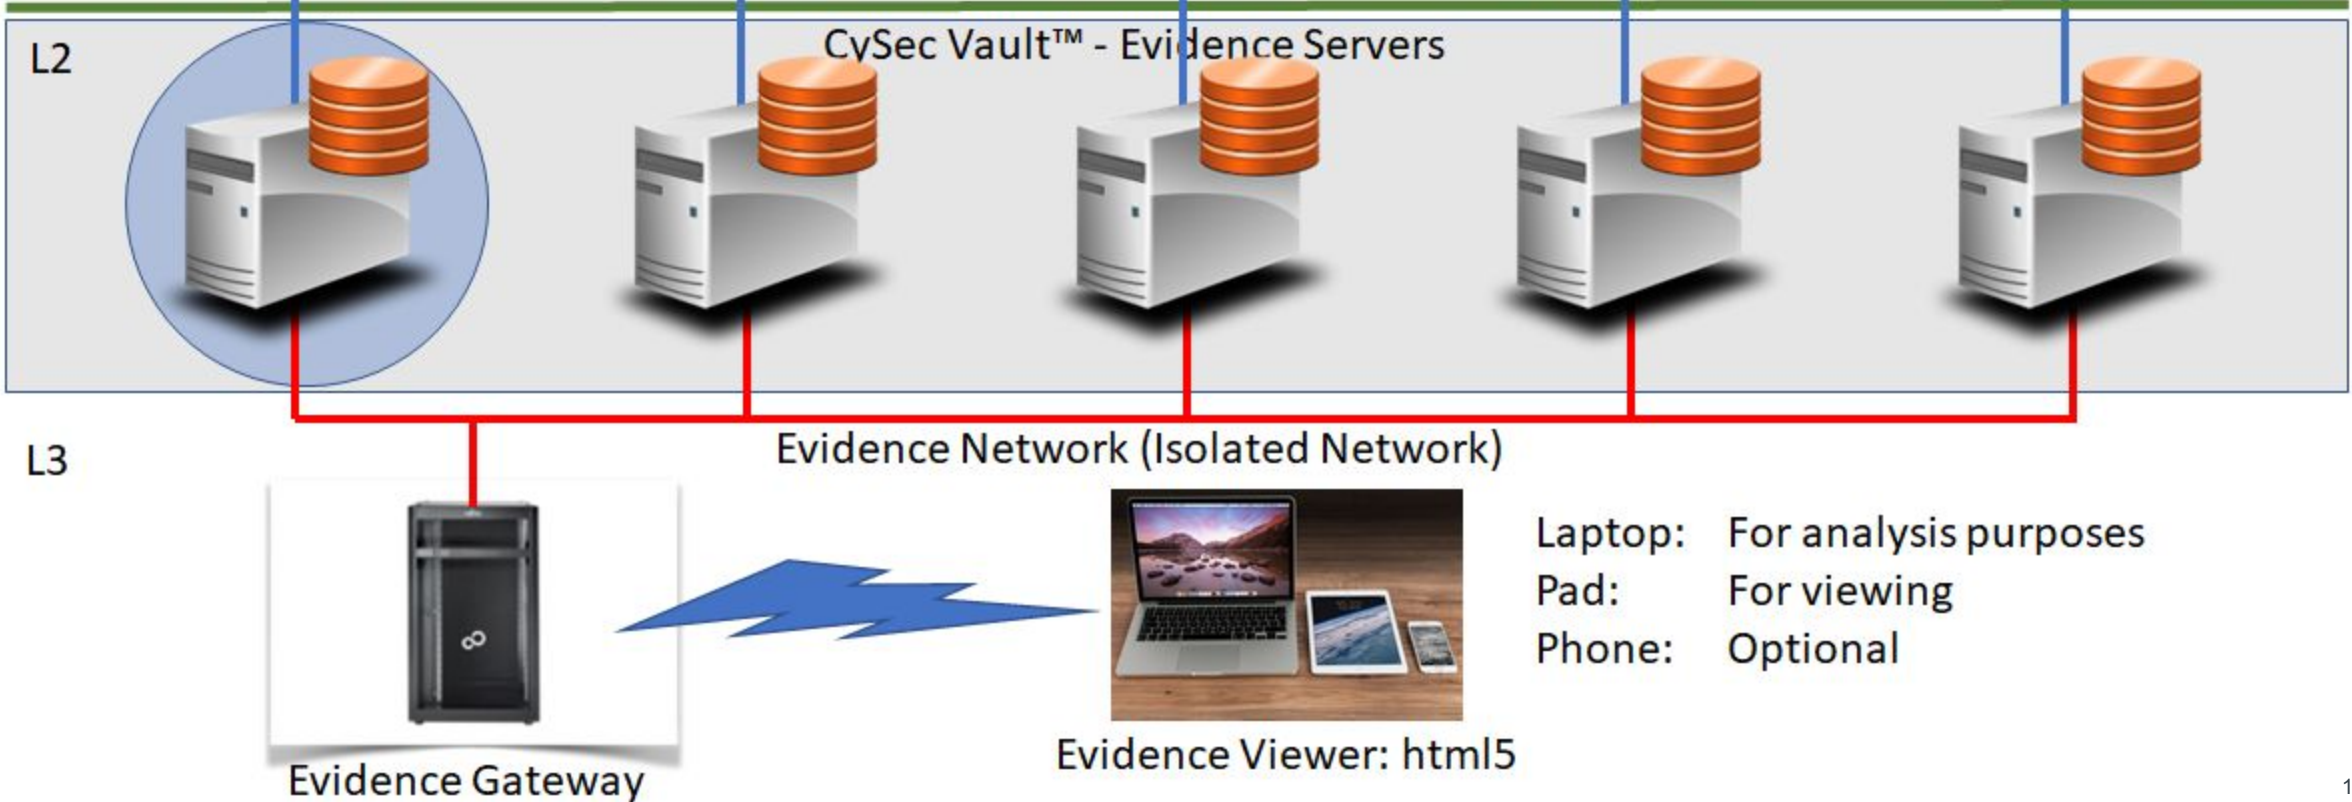 L2
CySec Vault™ - Evidence Servers
L3
Evidence Network (Isolated Network)
Laptop: For analysis purposes
Pad: For viewing
Phone: Optional
Evidence Viewer: html5
Evidence Gateway
1